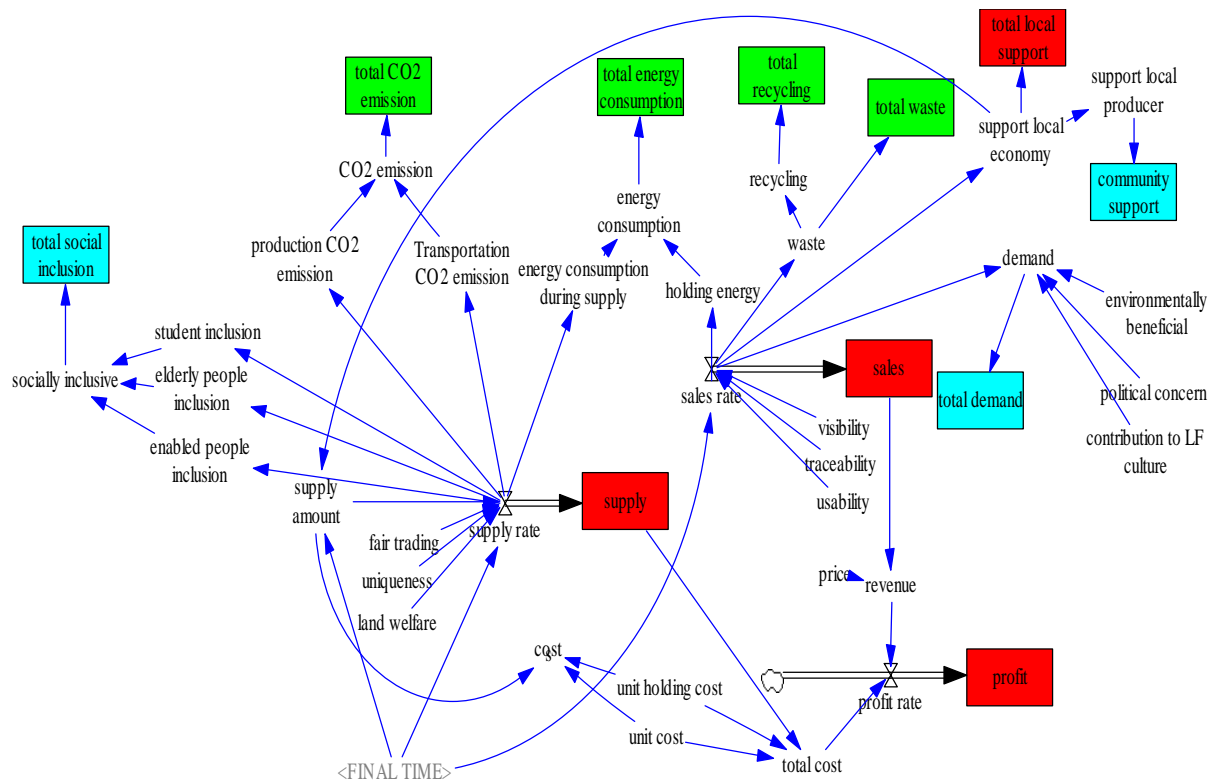 total local
support
total CO2
emission
total energy
consumption
total
recycling
total waste
support local
producer
support local
economy
CO2 emission
recycling
community
support
energy
consumption
total social
inclusion
production CO2
emission
Transportation
CO2 emission
waste
demand
energy consumption
during supply
holding energy
environmentally
beneficial
student inclusion
socially inclusive
elderly people
inclusion
sales rate
sales
total demand
political concern
visibility
contribution to LF
culture
enabled people
inclusion
traceability
usability
supply
amount
supply rate
supply
fair trading
uniqueness
land welfare
price
revenue
cost
s
unit holding cost
profit rate
profit
unit cost
total cost
<FINAL TIME>